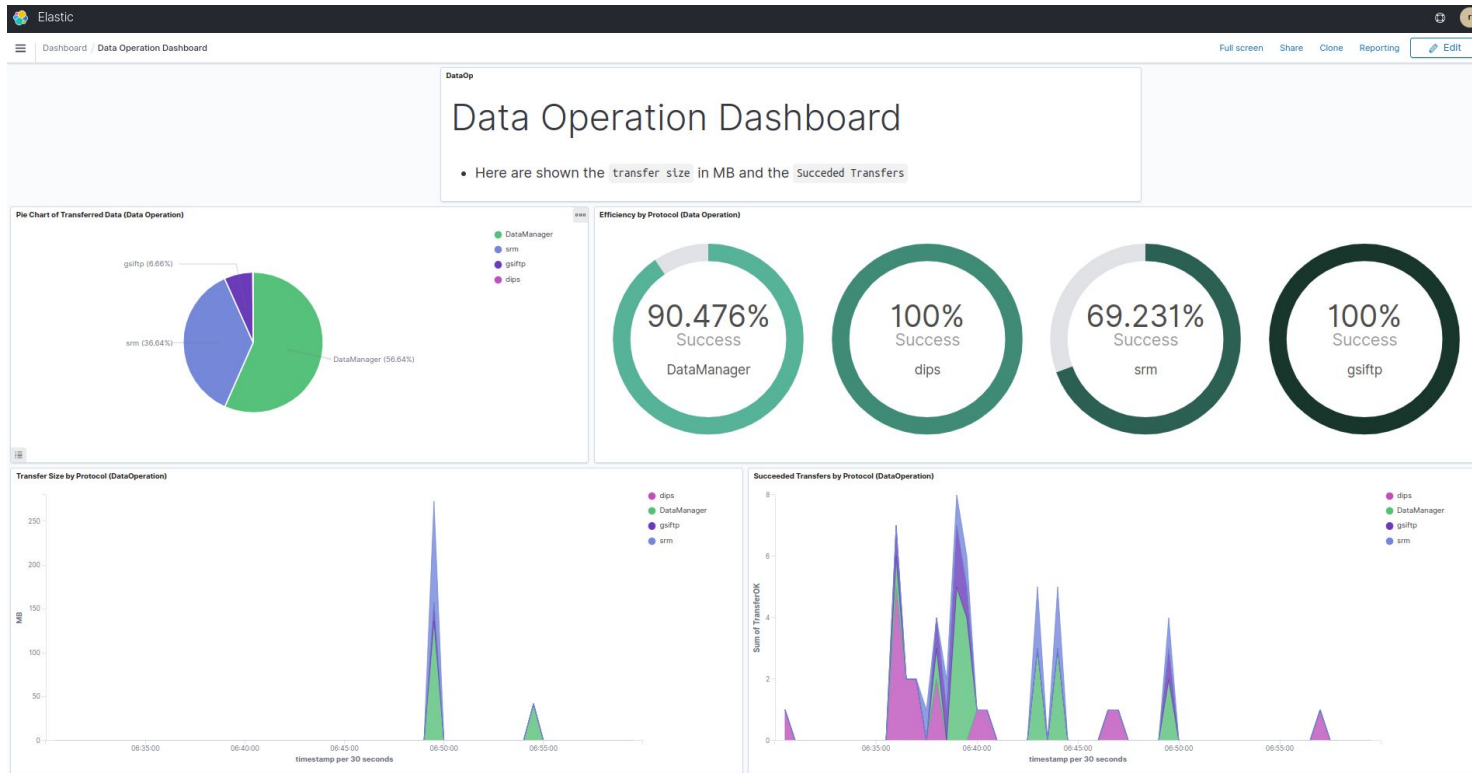 Elastic
Dashboard / Data Operation Dashboard
Full screen Share Clone Reporting Edit
DataOp
Data Operation Dashboard
• Here are shown the transfer size in MB and the Succeded Transfers
Pie Chart of Transferred Data (Data Operation)
DataManager
srm
gsiftp
dips
gsiftp (6.66%)
srm (36.64%)
DataManager (56.64%)
Efficiency by Protocol (Data Operation)
90.476%
Success
DataManager
100%
Success
dips
69.231%
Success
srm
100%
Success
gsiftp
Transfer Size by Protocol (DataOperation)
dips
DataManager
gsiftp
srm
MB
250
200
150
100
50
0
06:35:00 06:40:00 06:45:00 06:50:00 06:55:00
timestamp per 30 seconds
Succeeded Transfers by Protocol (DataOperation)
dips
DataManager
gsiftp
srm
Sum of TransferOK
8
6
4
2
0
06:35:00 06:40:00 06:45:00 06:50:00 06:55:00
timestamp per 30 seconds